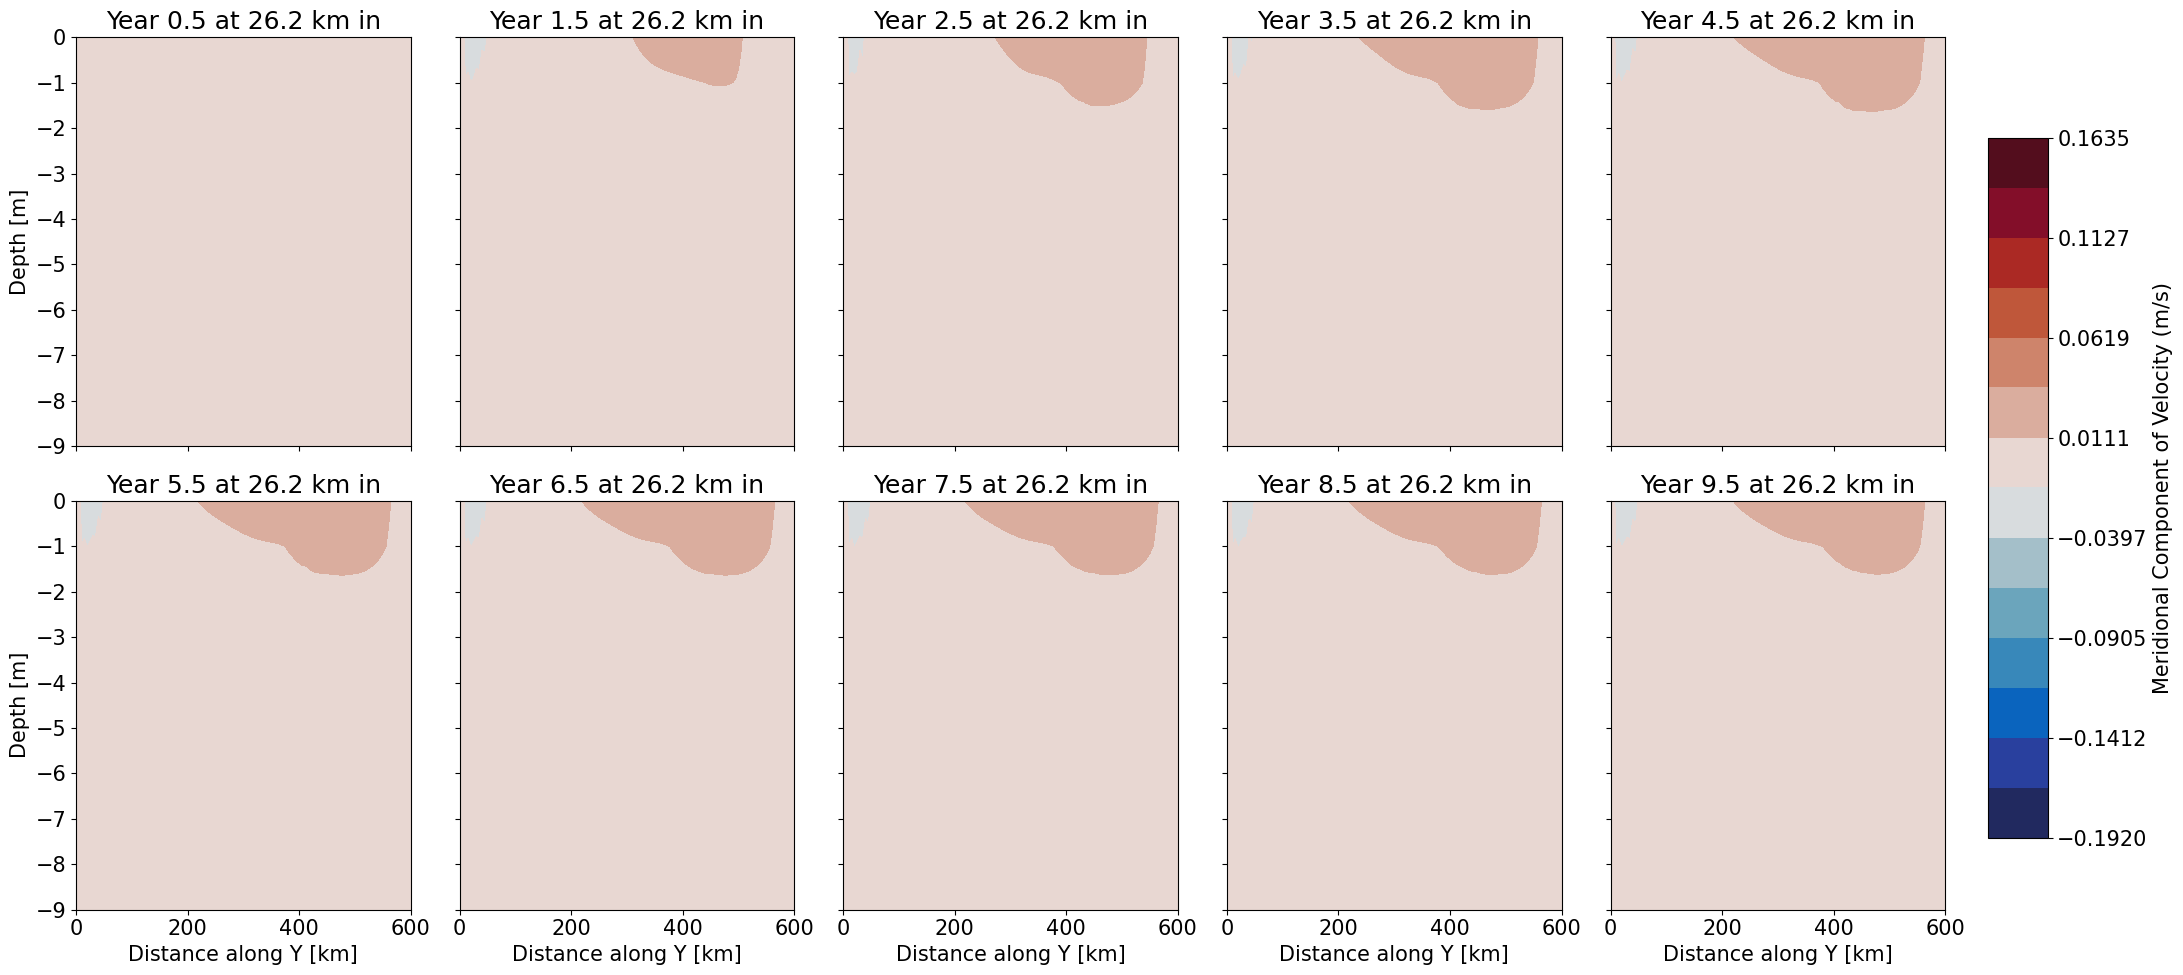 Year 0.5 at 26.2 km in
Year 1.5 at 26.2 km in
Year 2.5 at 26.2 km in
Year 3.5 at 26.2 km in
Year 4.5 at 26.2 km in
0
−1
−2
−3
−4
−5
−6
−7
−8
−9
Depth [m]
Year 5.5 at 26.2 km in
Year 6.5 at 26.2 km in
Year 7.5 at 26.2 km in
Year 8.5 at 26.2 km in
Year 9.5 at 26.2 km in
0
−1
−2
−3
−4
−5
−6
−7
−8
−9
Depth [m]
0 200 400 600
0 200 400 600
0 200 400 600
0 200 400 600
0 200 400 600
Distance along Y [km]
Distance along Y [km]
Distance along Y [km]
Distance along Y [km]
Distance along Y [km]
0.1635
0.1127
0.0619
0.0111
−0.0397
−0.0905
−0.1412
−0.1920
Meridional Component of Velocity (m/s)